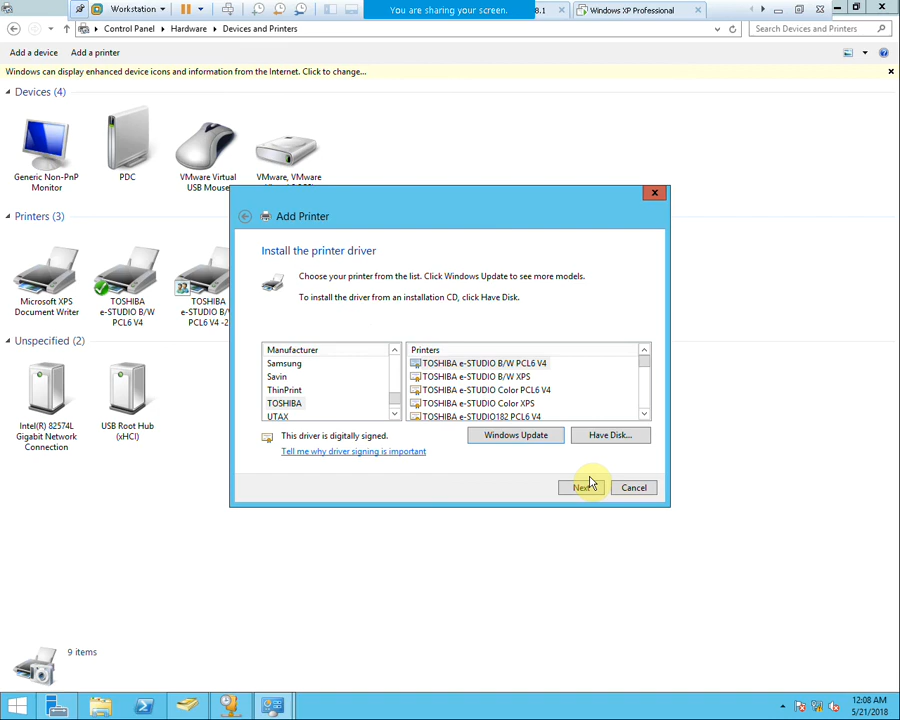 Workstation
You are sharing your screen.
8.1
Windows XP Professional
Control Panel
Hardware
Devices and Printers
Search Devices and Printers
Add a device
Add a printer
Windows can display enhanced device icons and information from the Internet. Click to change...
Devices (4)
Generic Non-PnP
Monitor
PDC
VMware Virtual
USB Mouse
VMware, VMware
Printers (3)
Microsoft XPS
Document Writer
TOSHIBA
e-STUDIO B/W
PCL6 V4
TOSHIBA
e-STUDIO B/W
PCL6 V4 -2
Unspecified (2)
Intel(R) 82574L
Gigabit Network
Connection
USB Root Hub
(xHCI)
Add Printer
Install the printer driver
Choose your printer from the list. Click Windows Update to see more models.
To install the driver from an installation CD, click Have Disk.
Manufacturer
Samsung
Savin
ThinPrint
TOSHIBA
UTAX
Printers
TOSHIBA e-STUDIO B/W PCL6 V4
TOSHIBA e-STUDIO B/W XPS
TOSHIBA e-STUDIO Color PCL6 V4
TOSHIBA e-STUDIO Color XPS
TOSHIBA e-STUDIO182 PCL6 V4
This driver is digitally signed.
Tell me why driver signing is important
Windows Update
Have Disk...
Next
Cancel
9 items
12:08 AM
5/21/2018